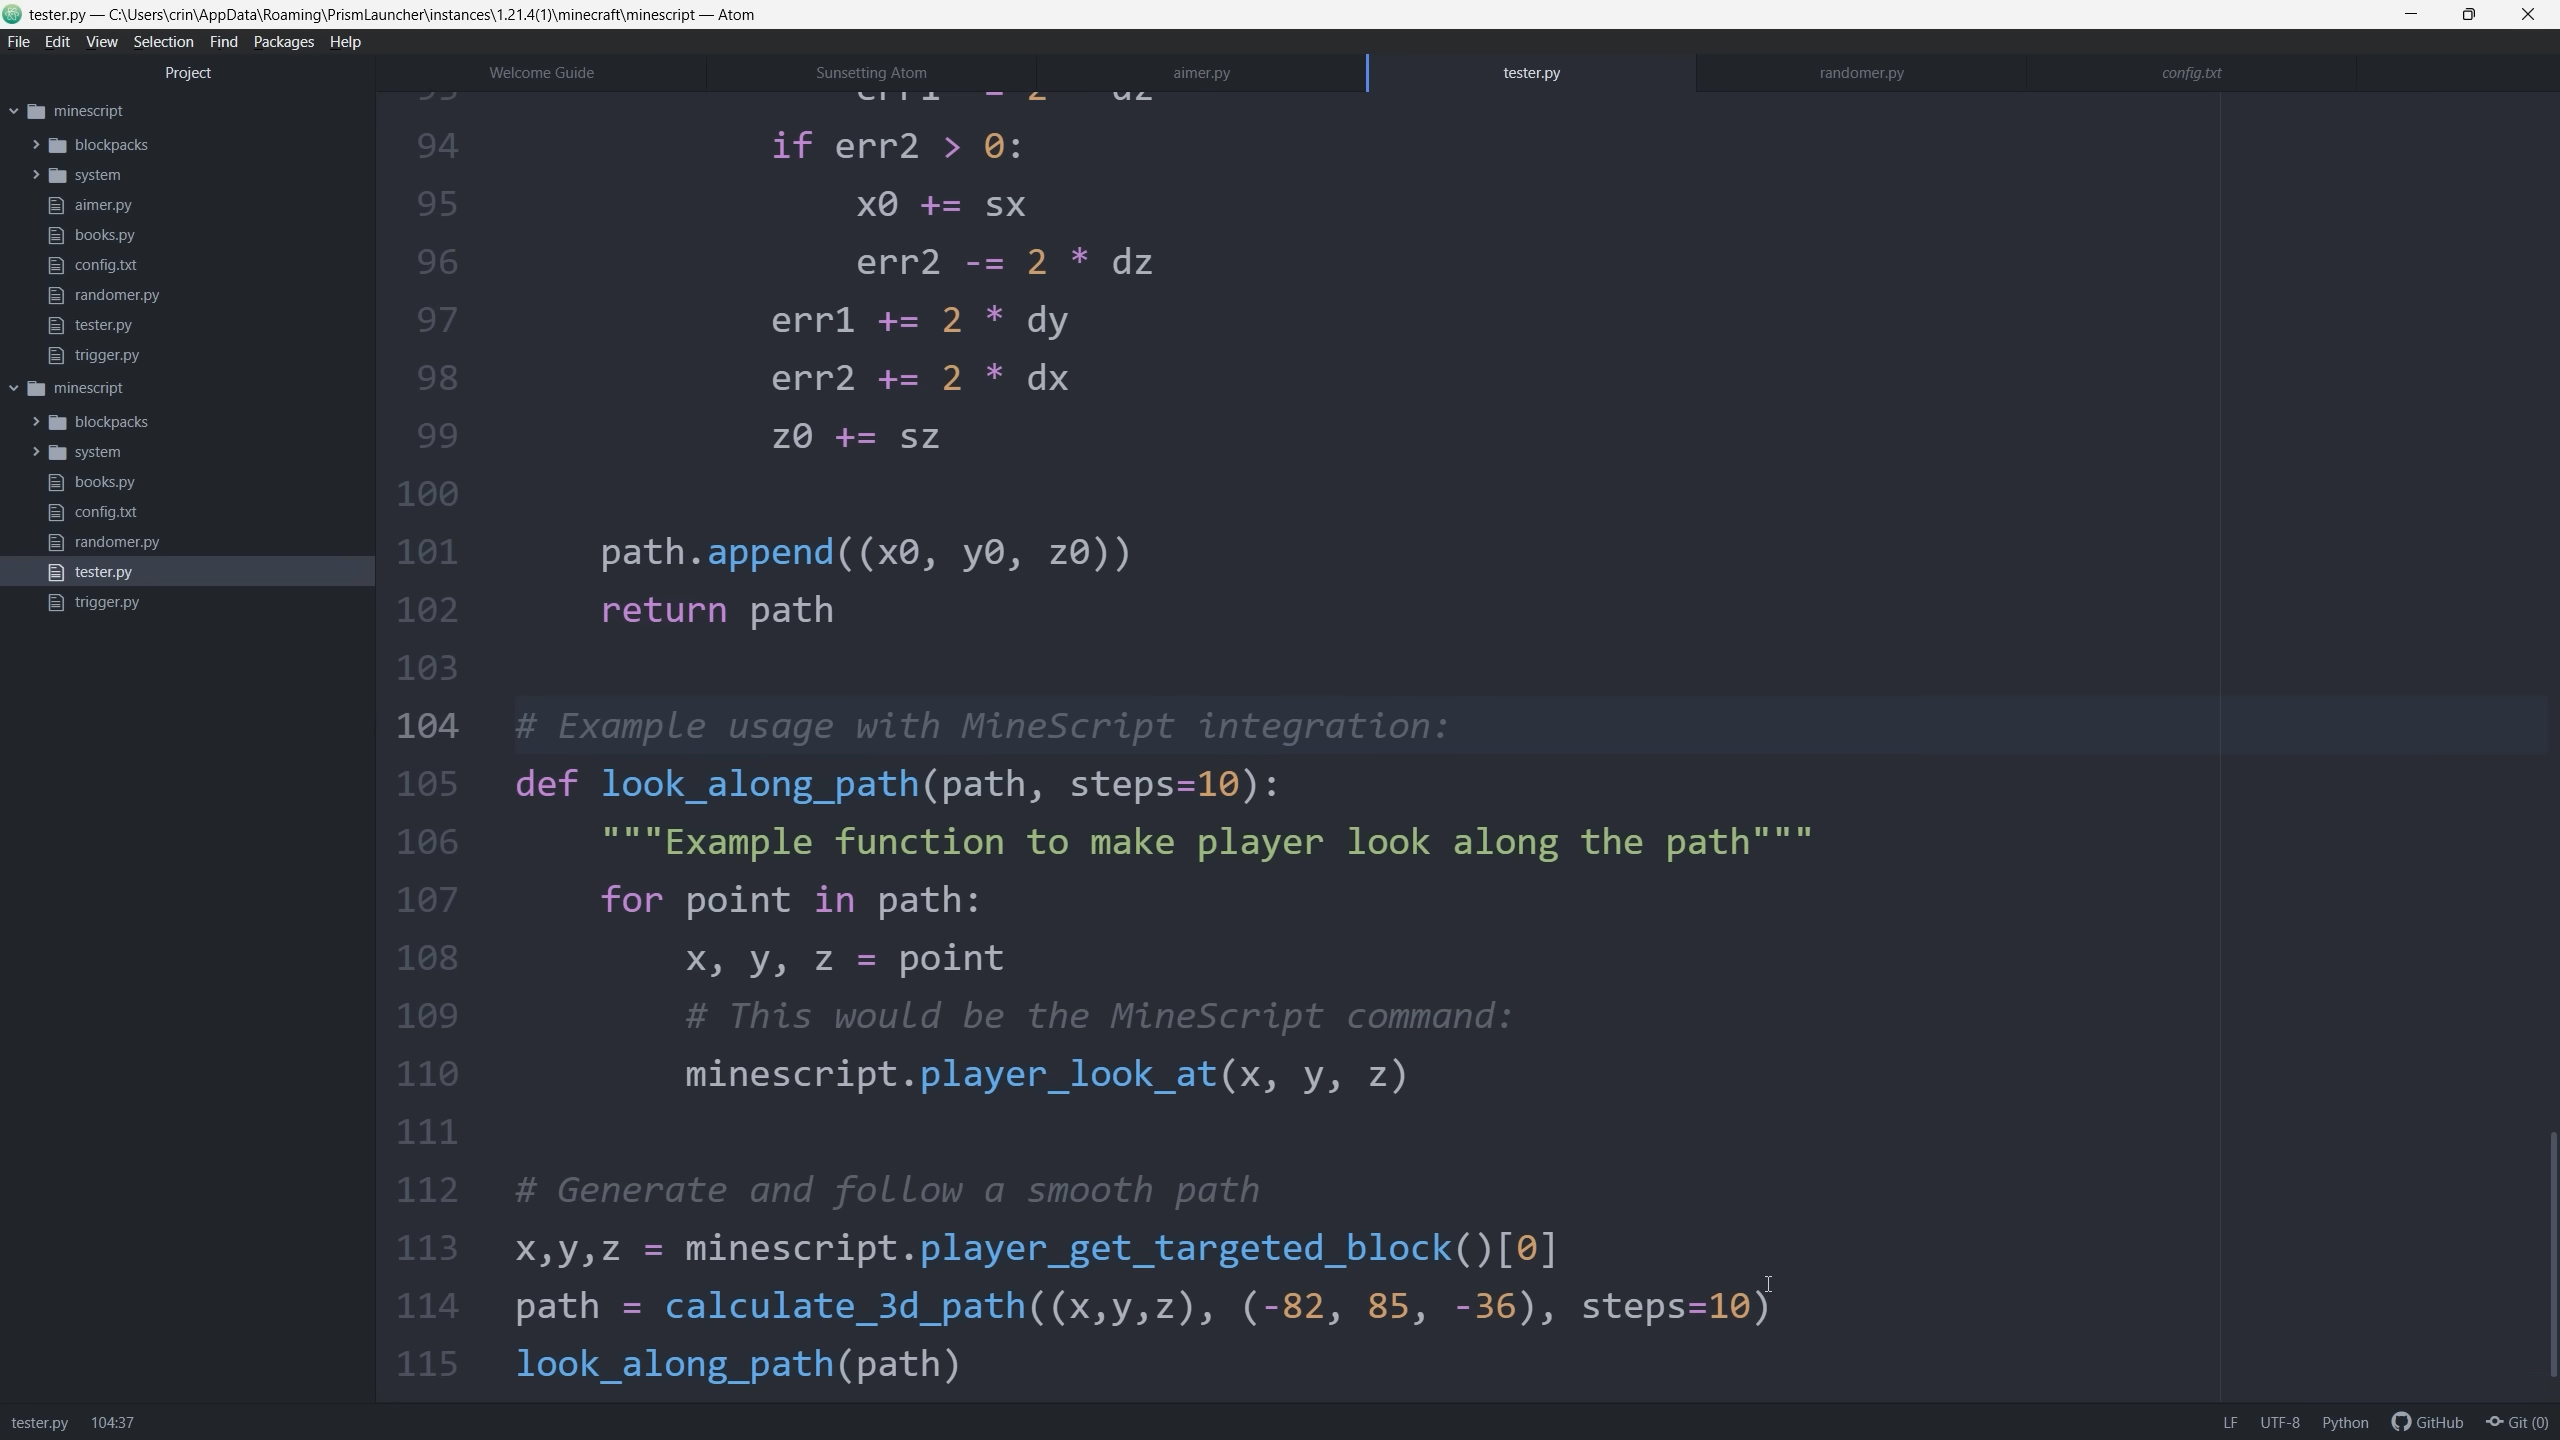 tester.py — C:\Users\crin\AppData\Roaming\PrismLauncher\instances\1.21.4(1)\minecraft\minescript — Atom
File Edit View Selection Find Packages Help
Project
Welcome Guide
Sunsetting Atom
aimer.py
tester.py
randomer.py
config.txt
minescript
blockpacks
system
aimer.py
books.py
config.txt
randomer.py
tester.py
trigger.py
minescript
blockpacks
system
books.py
config.txt
randomer.py
tester.py
trigger.py
94 if err2 > 0:
95 x0 += sx
96 err2 -= 2 * dz
97 err1 += 2 * dy
98 err2 += 2 * dx
99 z0 += sz
100
101 path.append((x0, y0, z0))
102 return path
103
104 # Example usage with MineScript integration:
105 def look_along_path(path, steps=10):
106 """Example function to make player look along the path"""
107 for point in path:
108 x, y, z = point
109 # This would be the MineScript command:
110 minescript.player_look_at(x, y, z)
111
112 # Generate and follow a smooth path
113 x,y,z = minescript.player_get_targeted_block()[0]
114 path = calculate_3d_path((x,y,z), (-82, 85, -36), steps=10)
115 look_along_path(path)
tester.py 104:37
LF UTF-8 Python GitHub Git (0)